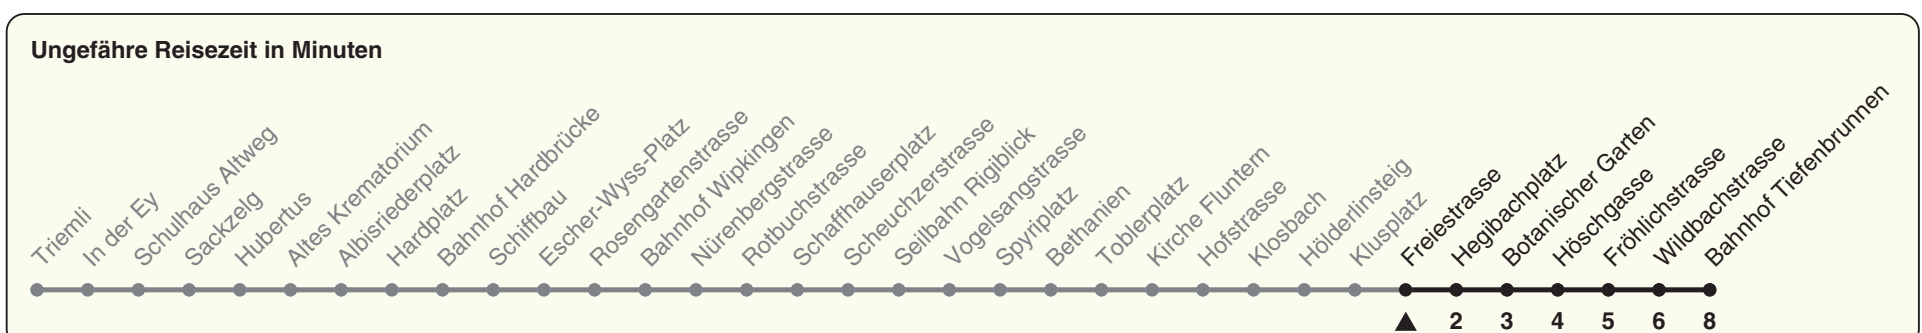 Ungefähre Reisezeit in Minuten
Triemli
In der Ey
Schulhaus Altweg
Sackzelg
Hubertus
Altes Krematorium
Albisriederplatz
Hardplatz
Bahnhof Hardbrücke
Schiffbau
Escher-Wyss-Platz
Rosengartenstrasse
Bahnhof Wipkingen
Nürenbergstrasse
Rotbuchstrasse
Schaffhauserplatz
Scheuchzerstrasse
Seilbahn Rigiblick
Vogelsangstrasse
Spyriplatz
Bethanien
Toblerplatz
Kirche Fluntern
Hofstrasse
Klosbach
Hölderlinsteig
Klusplatz
Freiestrasse
Hegibachplatz
Botanischer Garten
Höschgasse
Fröhlichstrasse
Wildbachstrasse
Bahnhof Tiefenbrunnen
2 3 4 5 6 8